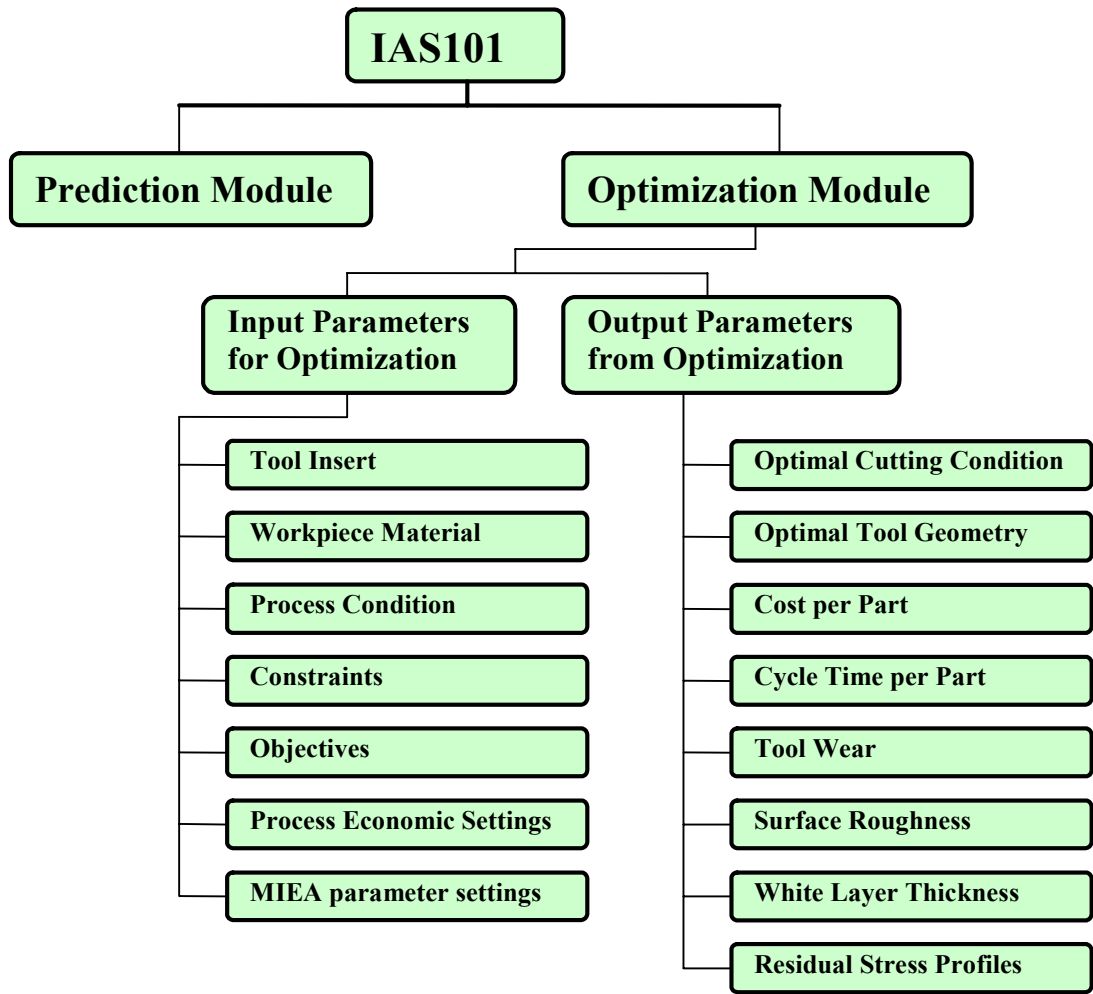 IAS101
Prediction Module
Optimization Module
Input Parameters
for Optimization
Output Parameters
from Optimization
Tool Insert
Workpiece Material
Process Condition
Constraints
Objectives
Process Economic Settings
MIEA parameter settings
Optimal Cutting Condition
Optimal Tool Geometry
Cost per Part
Cycle Time per Part
Tool Wear
Surface Roughness
White Layer Thickness
Residual Stress Profiles